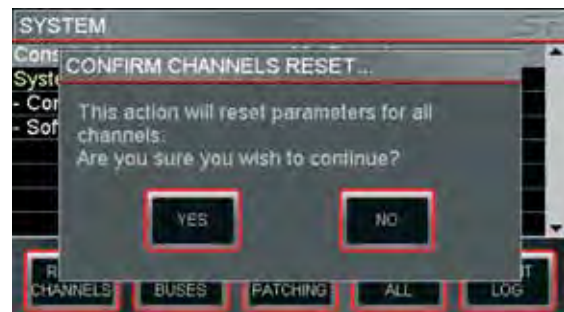 SYSTEM
Cons
CONFIRM CHANNELS RESET...
Syste
- Con
- Sof
This action will reset parameters for all
channels.
Are you sure you wish to continue?
YES
NO
CHANNELS
BUSES
PATCHING
ALL
LOG